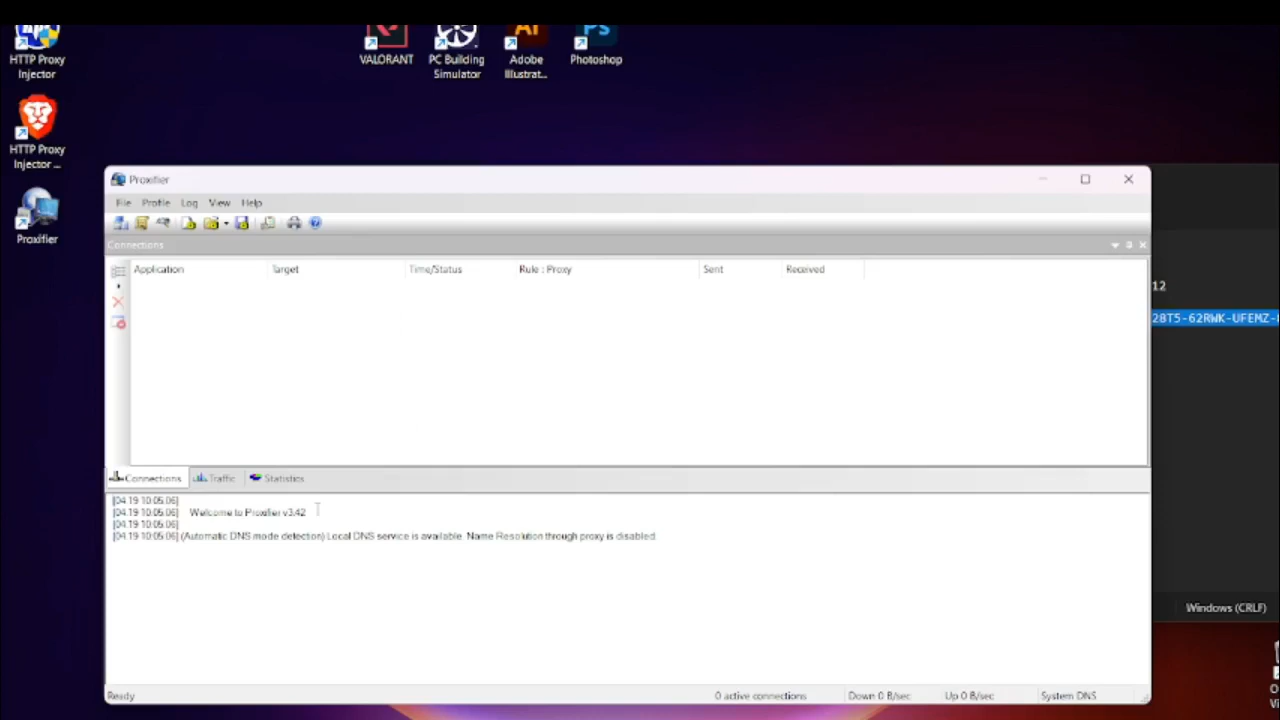 HTTP Proxy
Injector
VALORANT
PC Building
Simulator
Adobe
Illustrat...
Photoshop
HTTP Proxy
Injector ...
Proxifier
Proxifier
File Profile Log View Help
Connections
Application Target Time/Status Rule : Proxy Sent Received
12
28T5-62RWK-UFEMZ-
Connections Traffic Statistics
[04.19 10:05:06]
[04.19 10:05:06] Welcome to Proxifier v3.42
[04.19 10:05:06]
[04.19 10:05:06] (Automatic DNS mode detection) Local DNS service is available. Name Resolution through proxy is disabled.
Windows (CRLF)
Ready 0 active connections Down 0 B/sec Up 0 B/sec System DNS